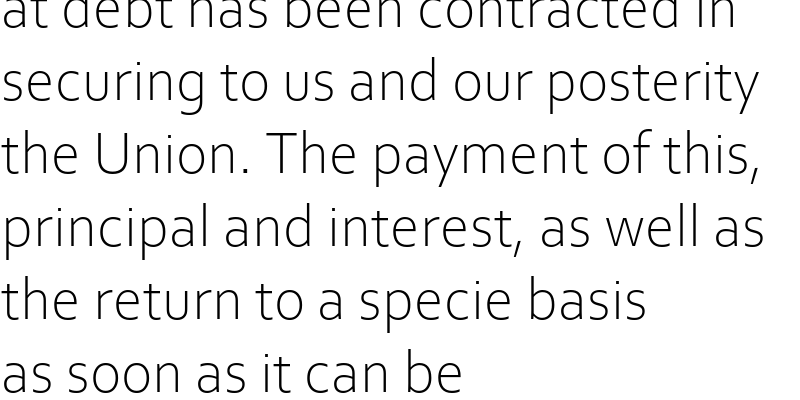 at debt has been contracted in
securing to us and our posterity
the Union. The payment of this,
principal and interest, as well as
the return to a specie basis
as soon as it can be